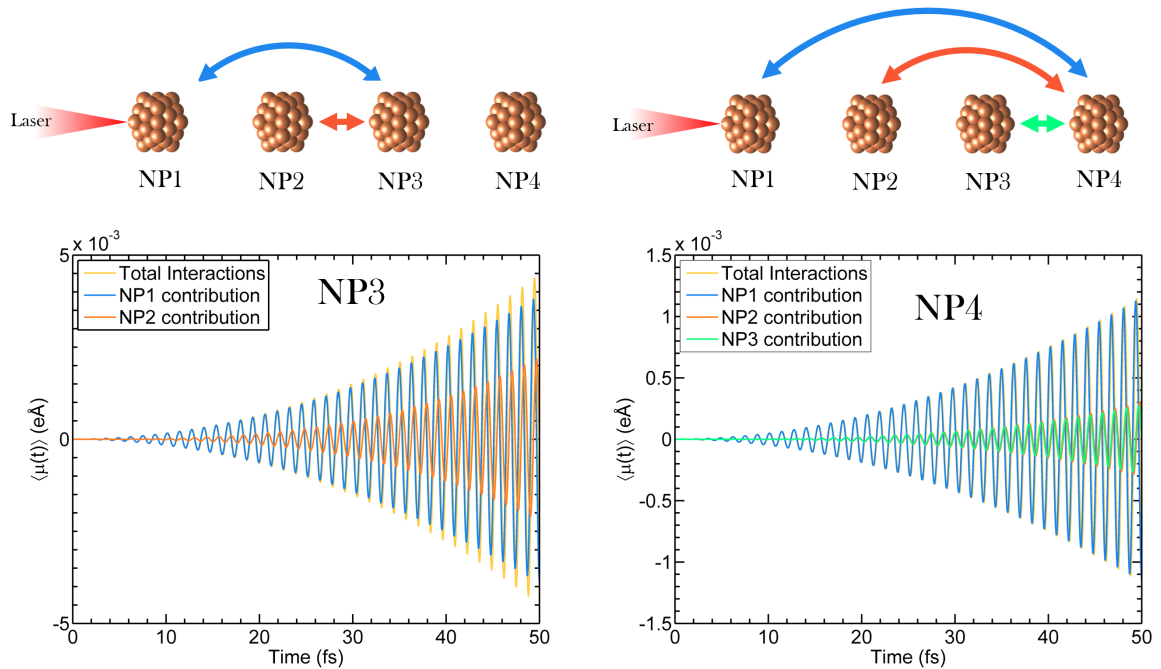 Laser
NP1
NP2
NP3
NP4
Laser
NP1
NP2
NP3
NP4
x 10⁻³
5
0
-5
Total Interactions
NP1 contribution
NP2 contribution
NP3
⟨μ(t)⟩ (eÅ)
0
10
20
30
40
50
Time (fs)
x 10⁻³
1.5
1
0.5
0
-0.5
-1
-1.5
Total Interactions
NP1 contribution
NP2 contribution
NP3 contribution
NP4
⟨μ(t)⟩ (eÅ)
0
10
20
30
40
50
Time (fs)